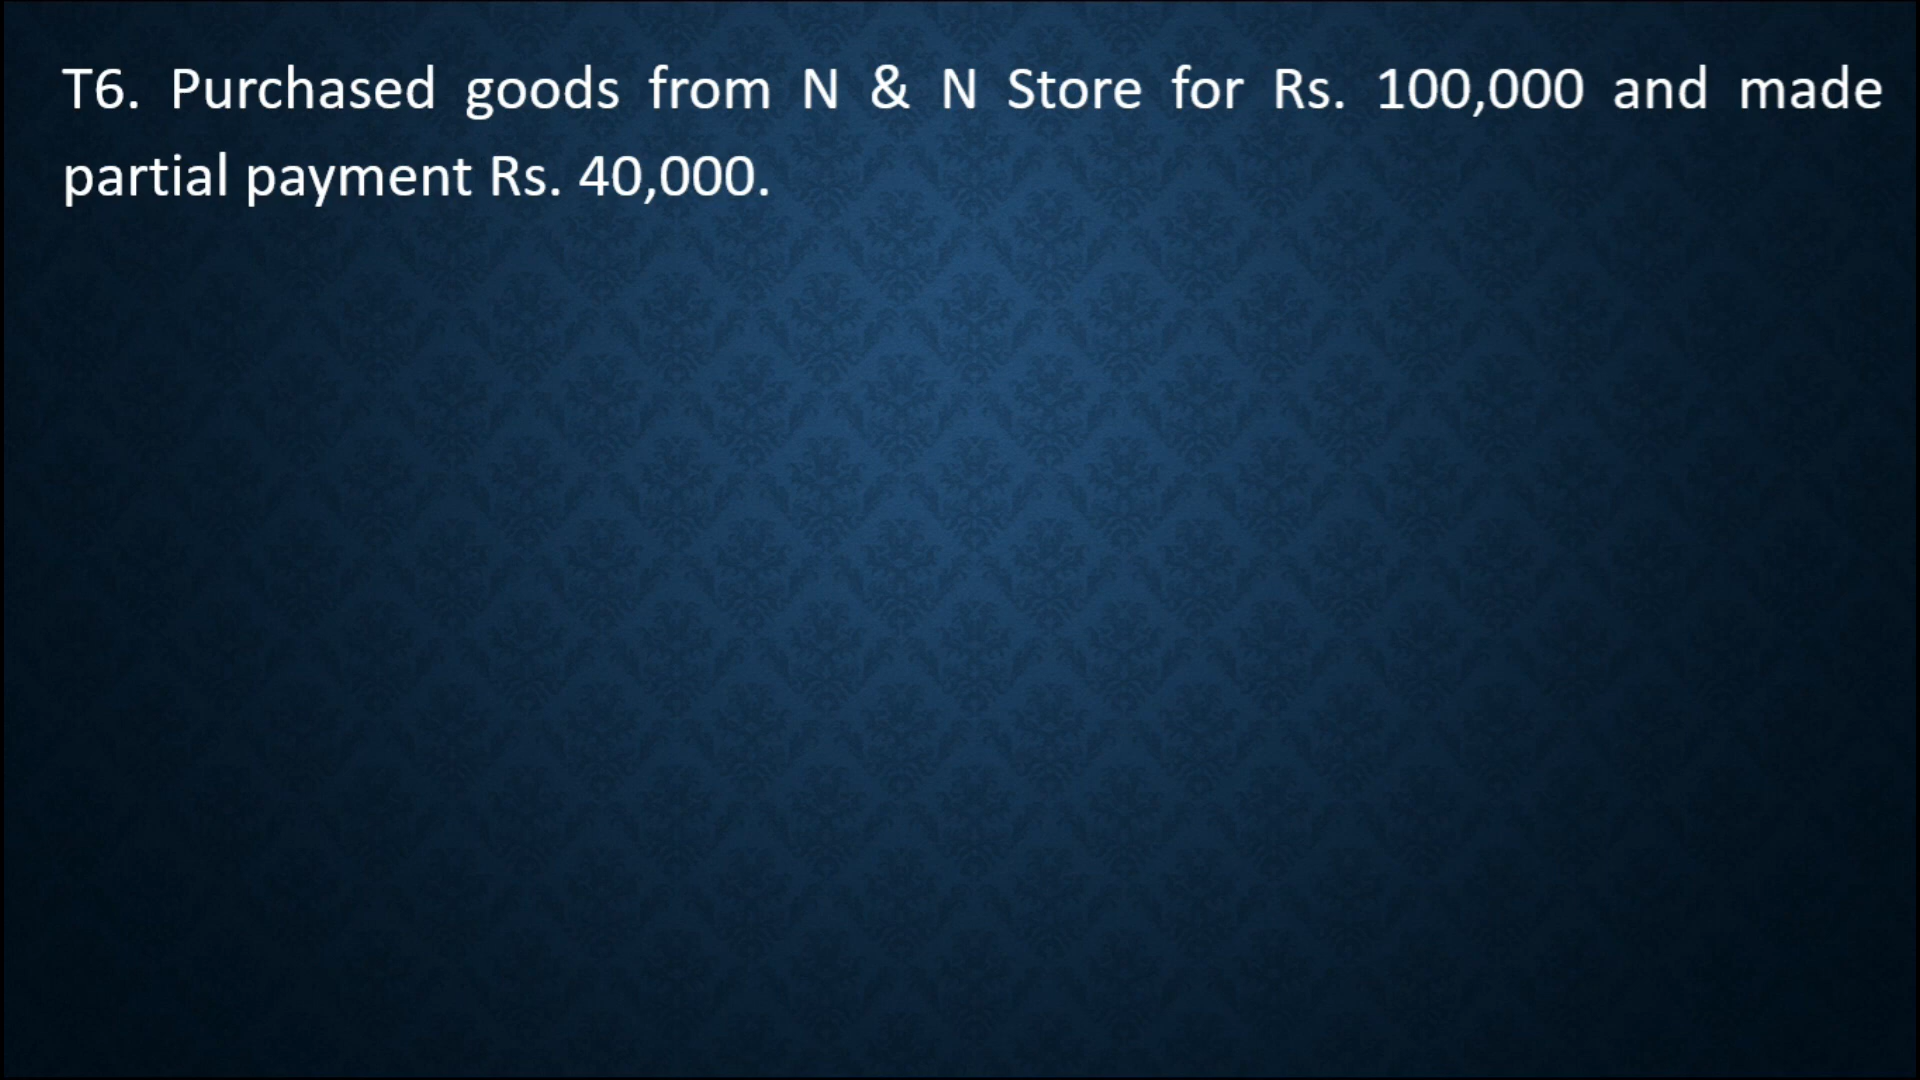 T6. Purchased goods from N & N Store for Rs. 100,000 and made
partial payment Rs. 40,000.